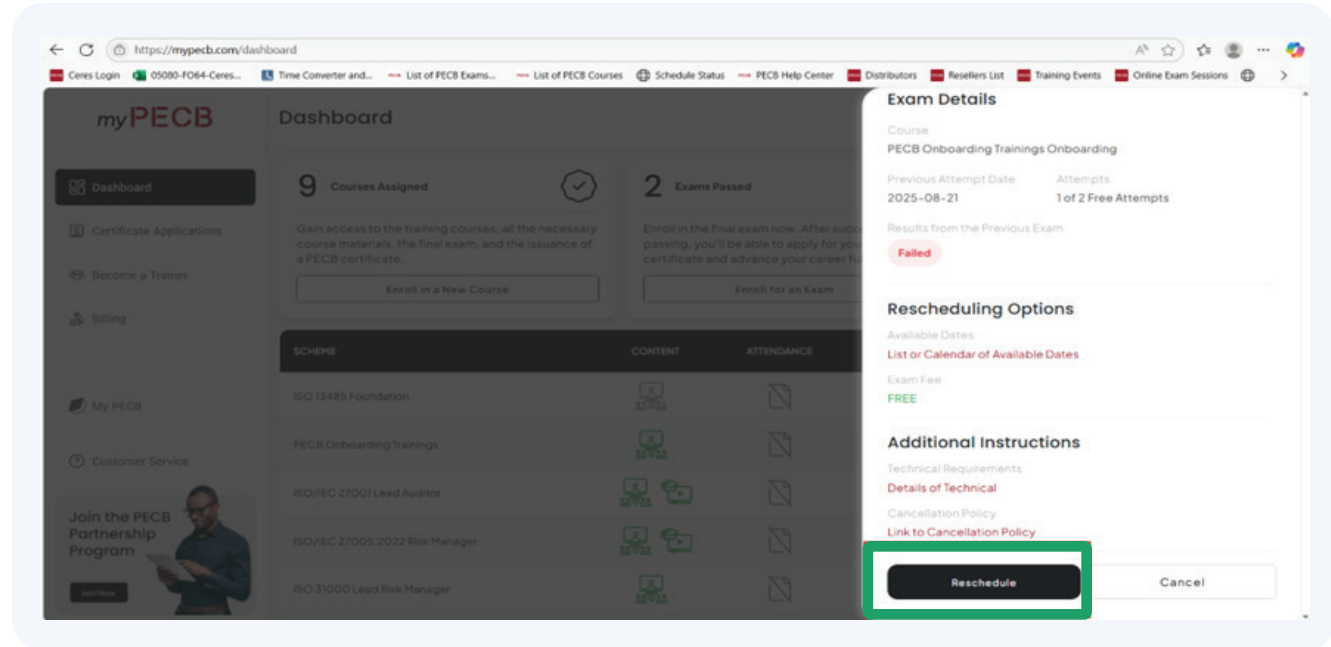 https://mypecb.com/dashboard
Ceres Login 05080-FO64-Ceres... Time Converter and... List of PECB Exams... List of PECB Courses Schedule Status PECB Help Center Distributors Resellers List Training Events Online Exam Sessions
myPECB
Dashboard
Dashboard
Certificate Applications
Become a Trainer
Billing
My PECB
Customer Service
Join the PECB
Partnership
Program
Join Now
9 Courses Assigned
Gain access to the training courses, all the necessary
course materials, the final exam, and the issuance of
a PECB certificate.
Enroll in a New Course
2 Exams Passed
Enroll in the final exam now. After succ
passing, you'll be able to apply for you
certificate and advance your career fu
Enroll for an Exam
SCHEME CONTENT ATTENDANCE
ISO 13485 Foundation
PECB Onboarding Trainings
ISO/IEC 27001 Lead Auditor
ISO/IEC 27005:2022 Risk Manager
ISO 31000 Lead Risk Manager
Exam Details
Course
PECB Onboarding Trainings Onboarding
Previous Attempt Date Attempts
2025-08-21 1 of 2 Free Attempts
Results from the Previous Exam
Failed
Rescheduling Options
Available Dates
List or Calendar of Available Dates
Exam Fee
FREE
Additional Instructions
Technical Requirements
Details of Technical
Cancellation Policy
Link to Cancellation Policy
Reschedule Cancel